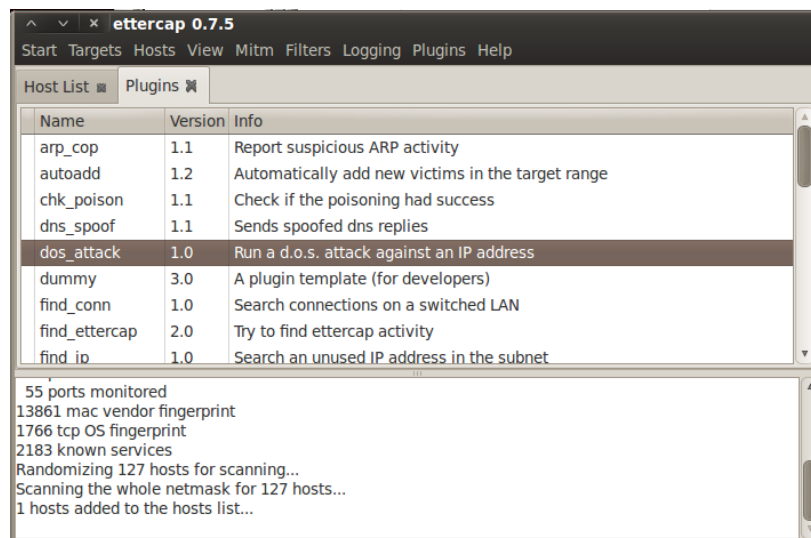 ettercap 0.7.5
Start Targets Hosts View Mitm Filters Logging Plugins Help
Host List Plugins
Name Version Info
arp_cop 1.1 Report suspicious ARP activity
autoadd 1.2 Automatically add new victims in the target range
chk_poison 1.1 Check if the poisoning had success
dns_spoof 1.1 Sends spoofed dns replies
dos_attack 1.0 Run a d.o.s. attack against an IP address
dummy 3.0 A plugin template (for developers)
find_conn 1.0 Search connections on a switched LAN
find_ettercap 2.0 Try to find ettercap activity
find_ip 1.0 Search an unused IP address in the subnet
55 ports monitored
13861 mac vendor fingerprint
1766 tcp OS fingerprint
2183 known services
Randomizing 127 hosts for scanning...
Scanning the whole netmask for 127 hosts...
1 hosts added to the hosts list...